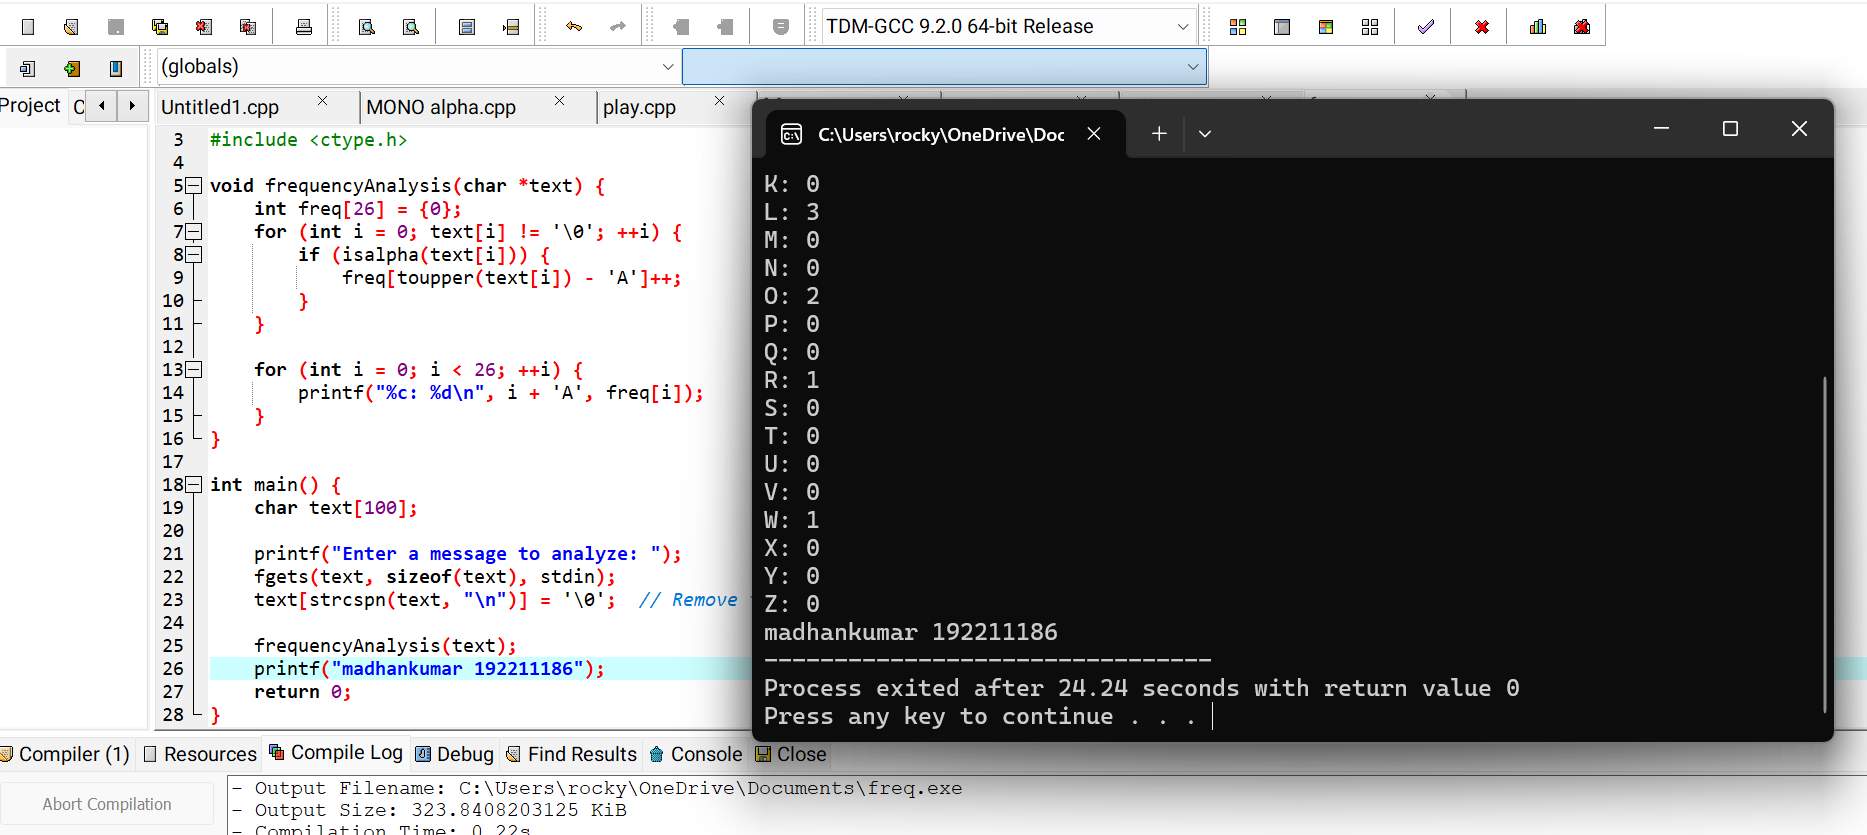 TDM-GCC 9.2.0 64-bit Release
(globals)
Project
Untitled1.cpp
MONO alpha.cpp
play.cpp
3 #include <ctype.h>
4
5 void frequencyAnalysis(char *text) {
6 int freq[26] = {0};
7 for (int i = 0; text[i] != '\0'; ++i) {
8 if (isalpha(text[i])) {
9 freq[toupper(text[i]) - 'A']++;
10 }
11 }
12
13 for (int i = 0; i < 26; ++i) {
14 printf("%c: %d\n", i + 'A', freq[i]);
15 }
16 }
17
18 int main() {
19 char text[100];
20
21 printf("Enter a message to analyze: ");
22 fgets(text, sizeof(text), stdin);
23 text[strcspn(text, "\n")] = '\0'; // Remove
24
25 frequencyAnalysis(text);
26 printf("madhankumar 192211186");
27 return 0;
28 }
C:\Users\rocky\OneDrive\Doc
K: 0
L: 3
M: 0
N: 0
O: 2
P: 0
Q: 0
R: 1
S: 0
T: 0
U: 0
V: 0
W: 1
X: 0
Y: 0
Z: 0
madhankumar 192211186
--------------------------------
Process exited after 24.24 seconds with return value 0
Press any key to continue . . .
Compiler (1)
Resources
Compile Log
Debug
Find Results
Console
Close
Abort Compilation
- Output Filename: C:\Users\rocky\OneDrive\Documents\freq.exe
- Output Size: 323.8408203125 KiB
- Compilation Time: 0.22s